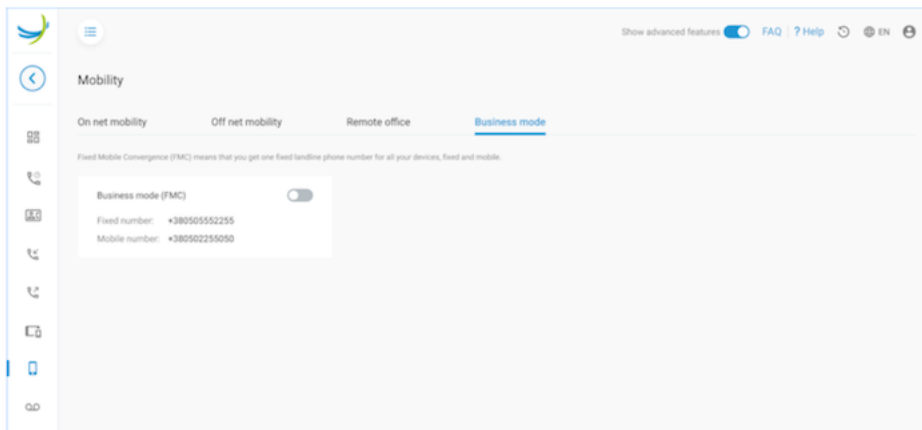 Show advanced features FAQ ? Help EN
Mobility
On net mobility Off net mobility Remote office Business mode
Fixed Mobile Convergence (FMC) means that you get one fixed landline phone number for all your devices, fixed and mobile.
Business mode (FMC)
Fixed number: +380505552255
Mobile number: +380502255050